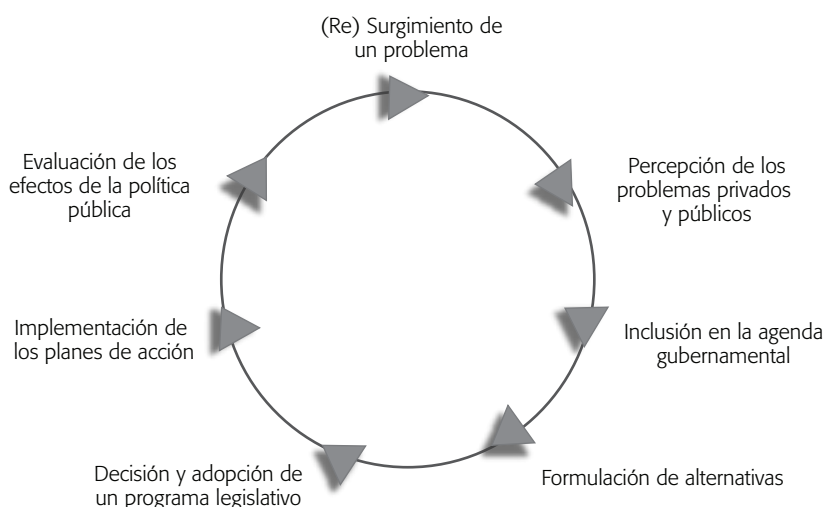 (Re) Surgimiento de
un problema
Percepción de los
problemas privados
y públicos
Inclusión en la agenda
gubernamental
Formulación de alternativas
Decisión y adopción de
un programa legislativo
Implementación de
los planes de acción
Evaluación de los
efectos de la política
pública